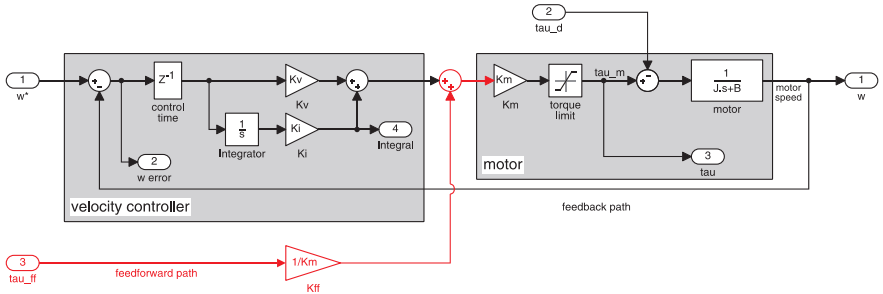 2
tau_d
1
w*
Z⁻¹
control
time
Kv
Kv
1
s
Integrator
Ki
Ki
4
Integral
2
w error
velocity controller
Km
Km
torque
limit
tau_m
1
J.s+B
motor
motor
speed
1
w
3
tau
motor
feedback path
3
tau_ff
feedforward path
1/Km
Kff